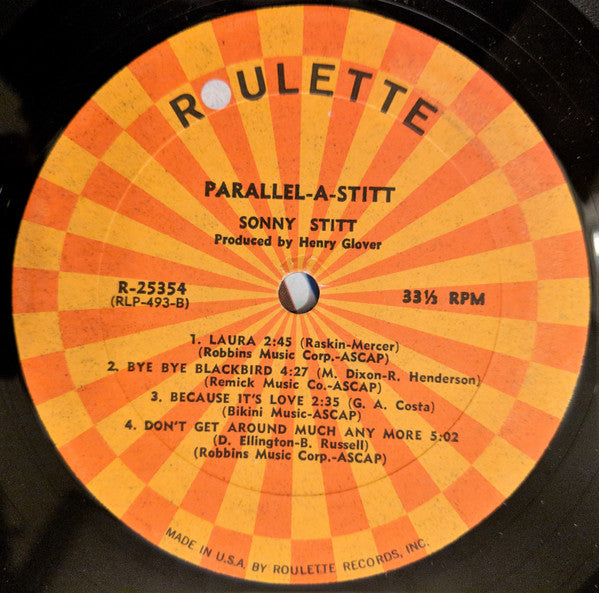 ROULETTE
PARALLEL-A-STITT
SONNY STITT
Produced by Henry Glover
R-25354
(RLP-493-B)
33⅓ RPM
1. LAURA 2:45 (Raskin-Mercer)
(Robbins Music Corp.-ASCAP)
2. BYE BYE BLACKBIRD 4:27 (M. Dixon-R. Henderson)
(Remick Music Co.-ASCAP)
3. BECAUSE IT'S LOVE 2:35 (G. A. Costa)
(Bikini Music-ASCAP)
4. DON'T GET AROUND MUCH ANY MORE 5:02
(D. Ellington-B. Russell)
(Robbins Music Corp.-ASCAP)
MADE IN U.S.A. BY ROULETTE RECORDS, INC.